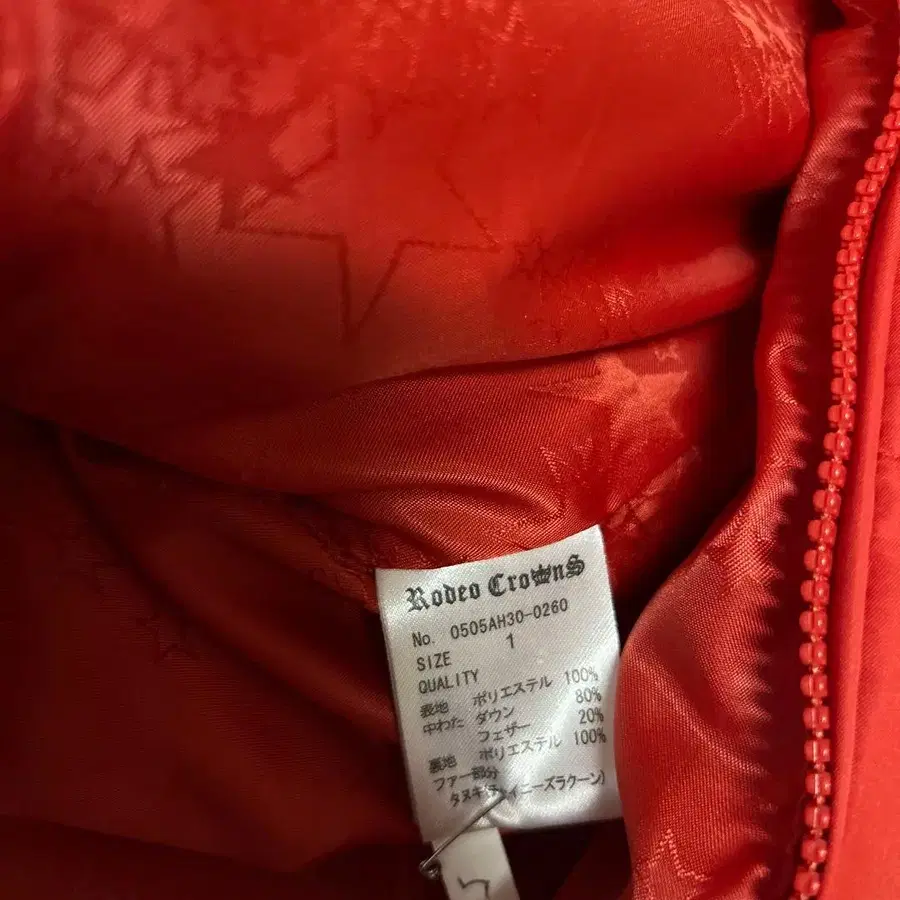 Rodeo Crowns
No. 0505AH30-0260
SIZE 1
QUALITY
表地 ポリエステル 100%
中わた ダウン 80%
フェザー 20%
裏地 ポリエステル 100%
ファー部分
タヌキ(チャイニーズラクーン)